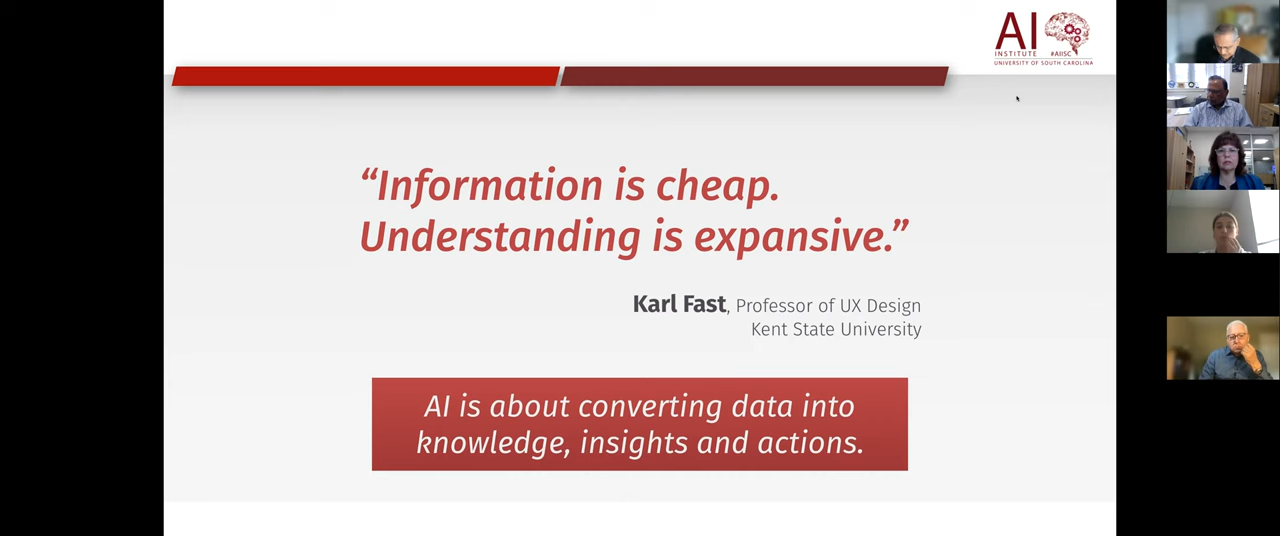 AI
INSTITUTE #AIISC
UNIVERSITY OF SOUTH CAROLINA
“Information is cheap.
Understanding is expansive.”
Karl Fast, Professor of UX Design
Kent State University
AI is about converting data into
knowledge, insights and actions.